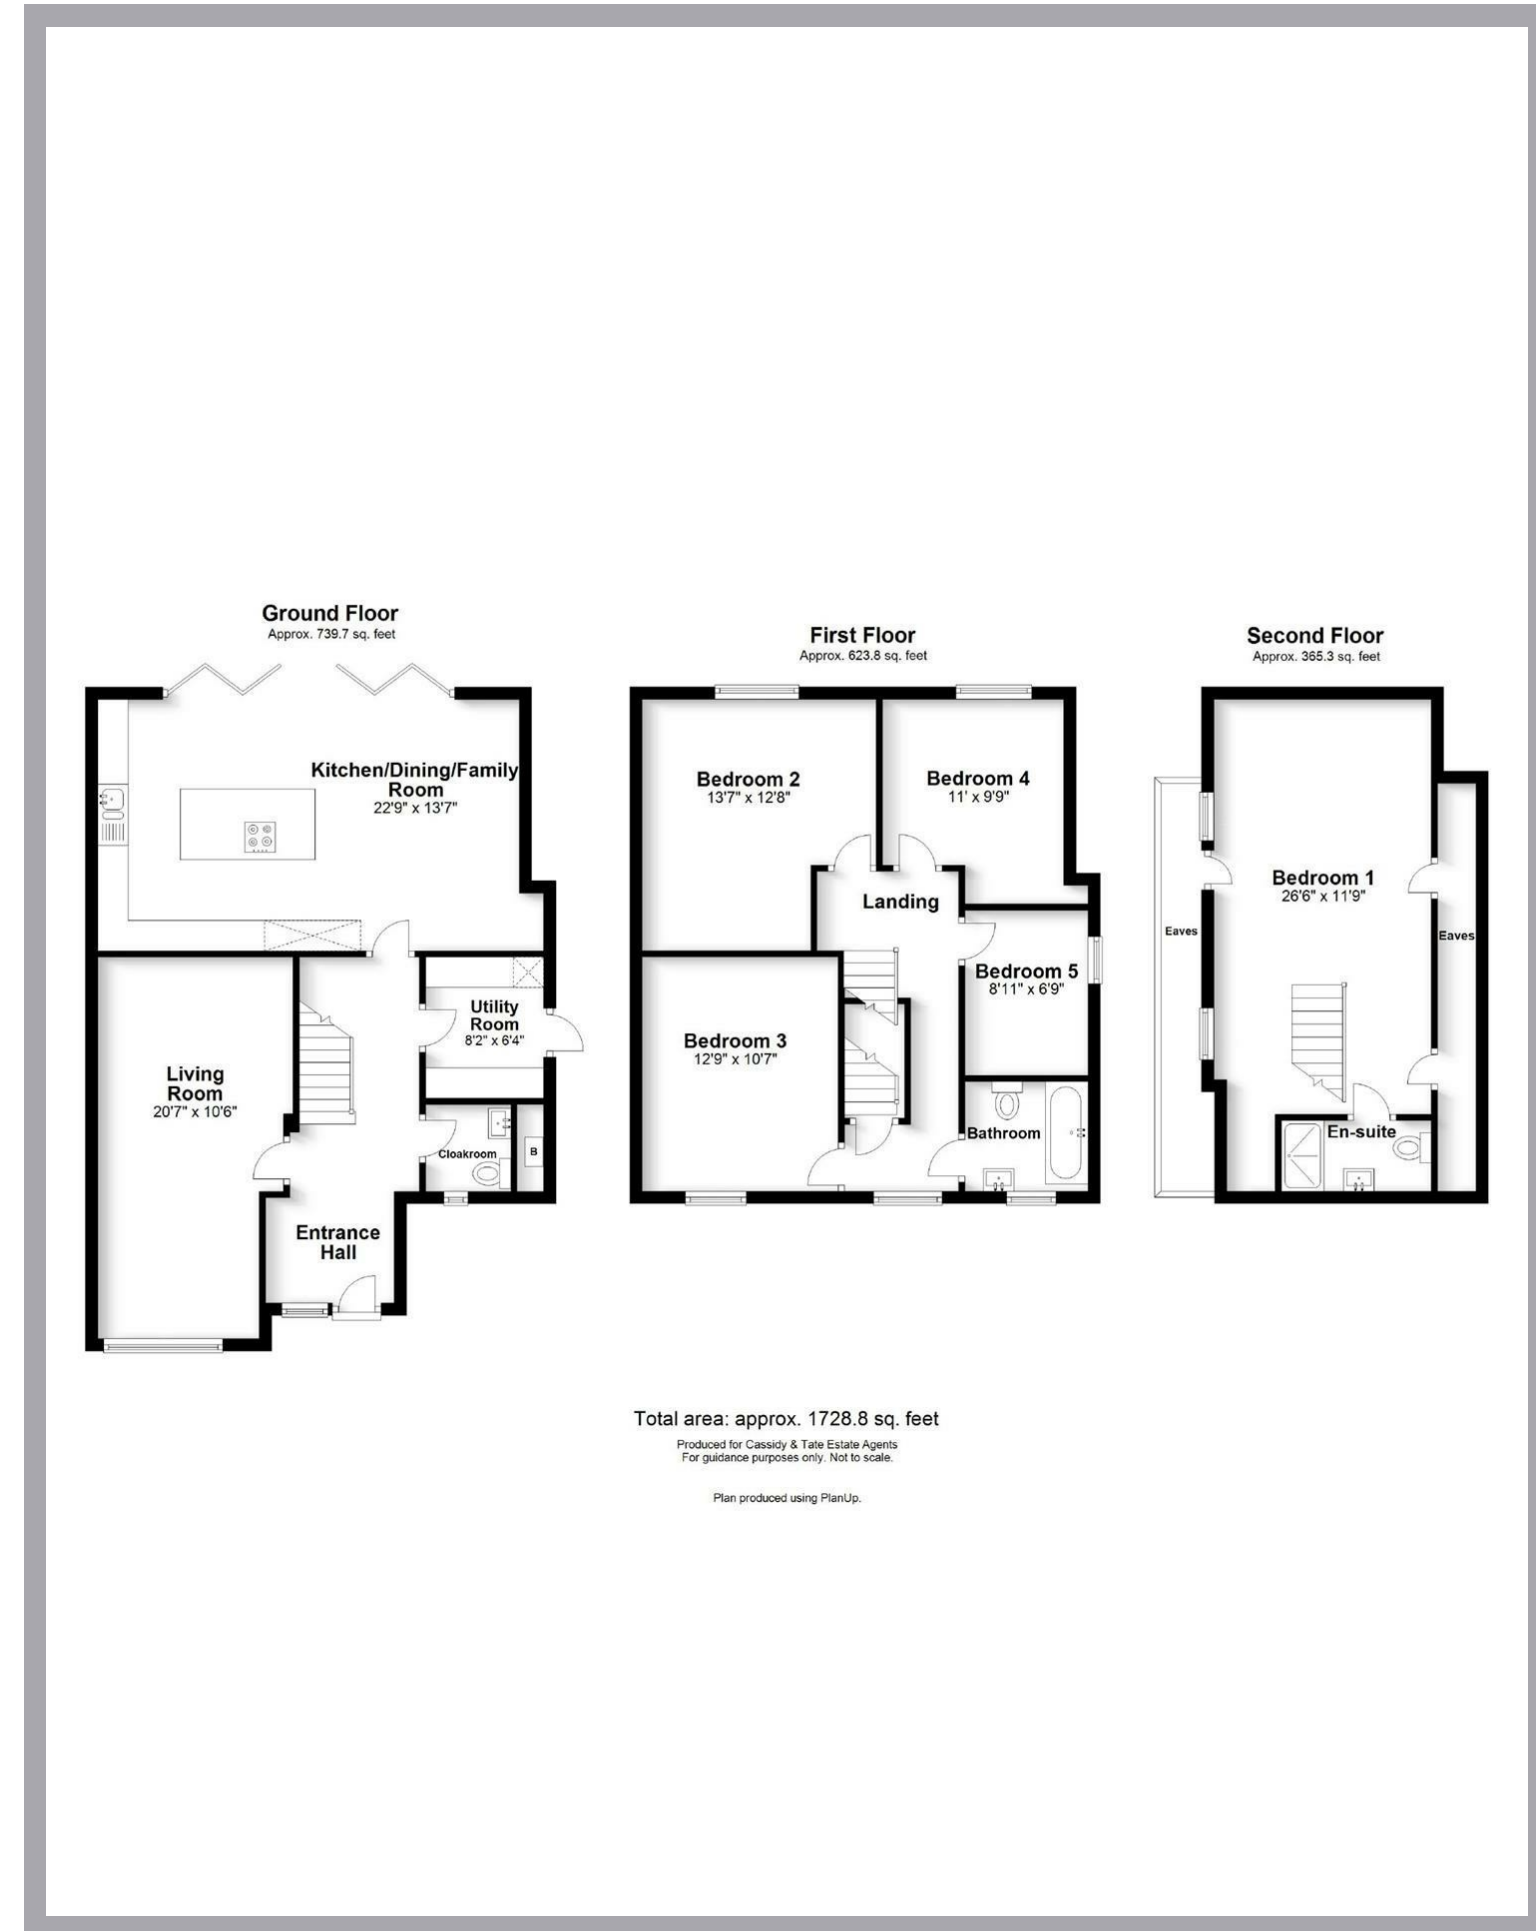 Ground Floor
Approx. 739.7 sq. feet
Kitchen/Dining/Family
Room
22'9" x 13'7"
Utility
Room
8'2" x 6'4"
Living
Room
20'7" x 10'6"
Cloakroom
B
Entrance
Hall
First Floor
Approx. 623.8 sq. feet
Bedroom 2
13'7" x 12'8"
Bedroom 4
11' x 9'9"
Landing
Bedroom 5
8'11" x 6'9"
Bedroom 3
12'9" x 10'7"
Bathroom
Second Floor
Approx. 365.3 sq. feet
Bedroom 1
26'6" x 11'9"
Eaves
Eaves
En-suite
Total area: approx. 1728.8 sq. feet
Produced for Cassidy & Tate Estate Agents
For guidance purposes only. Not to scale.
Plan produced using PlanUp.